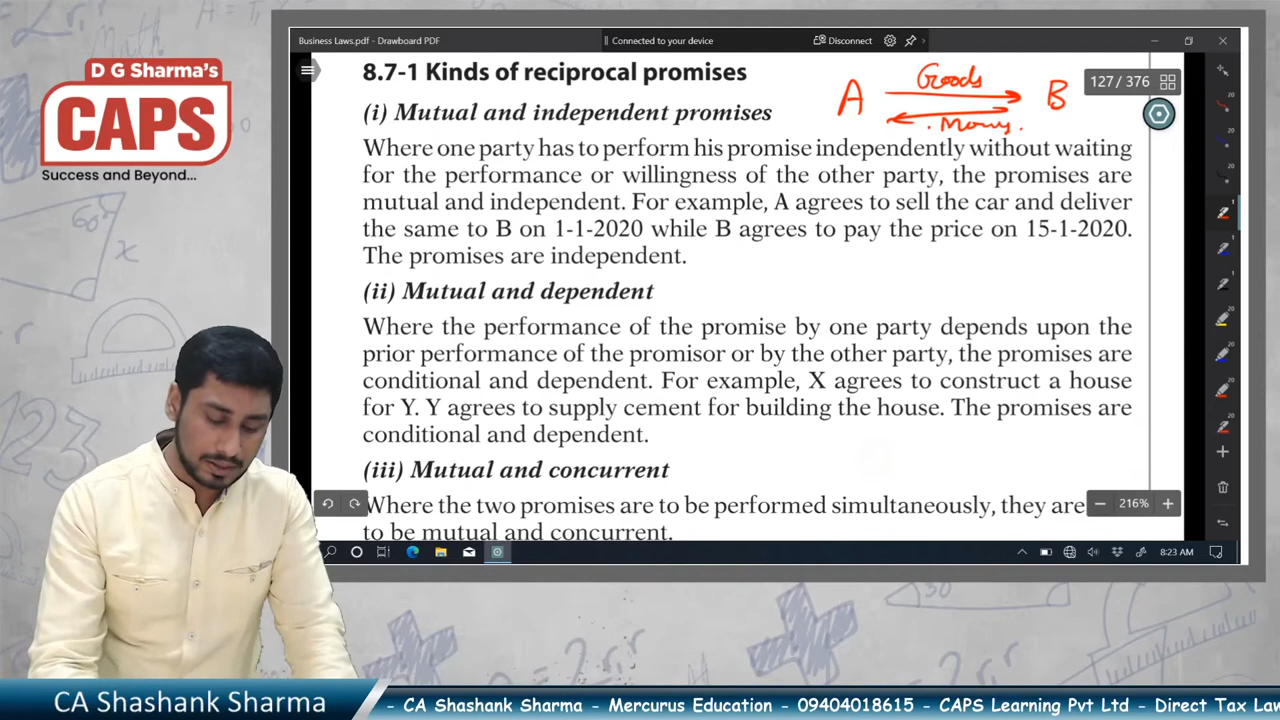 D G Sharma's
CAPS
Success and Beyond...
Business Laws.pdf - Drawboard PDF
Connected to your device
Disconnect
127 / 376
8.7-1 Kinds of reciprocal promises
A Goods B
Money
(i) Mutual and independent promises
Where one party has to perform his promise independently without waiting
for the performance or willingness of the other party, the promises are
mutual and independent. For example, A agrees to sell the car and deliver
the same to B on 1-1-2020 while B agrees to pay the price on 15-1-2020.
The promises are independent.
(ii) Mutual and dependent
Where the performance of the promise by one party depends upon the
prior performance of the promisor or by the other party, the promises are
conditional and dependent. For example, X agrees to construct a house
for Y. Y agrees to supply cement for building the house. The promises are
conditional and dependent.
(iii) Mutual and concurrent
Where the two promises are to be performed simultaneously, they are
to be mutual and concurrent.
216%
8:23 AM
CA Shashank Sharma
- CA Shashank Sharma - Mercurus Education - 09404018615 - CAPS Learning Pvt Ltd - Direct Tax Law